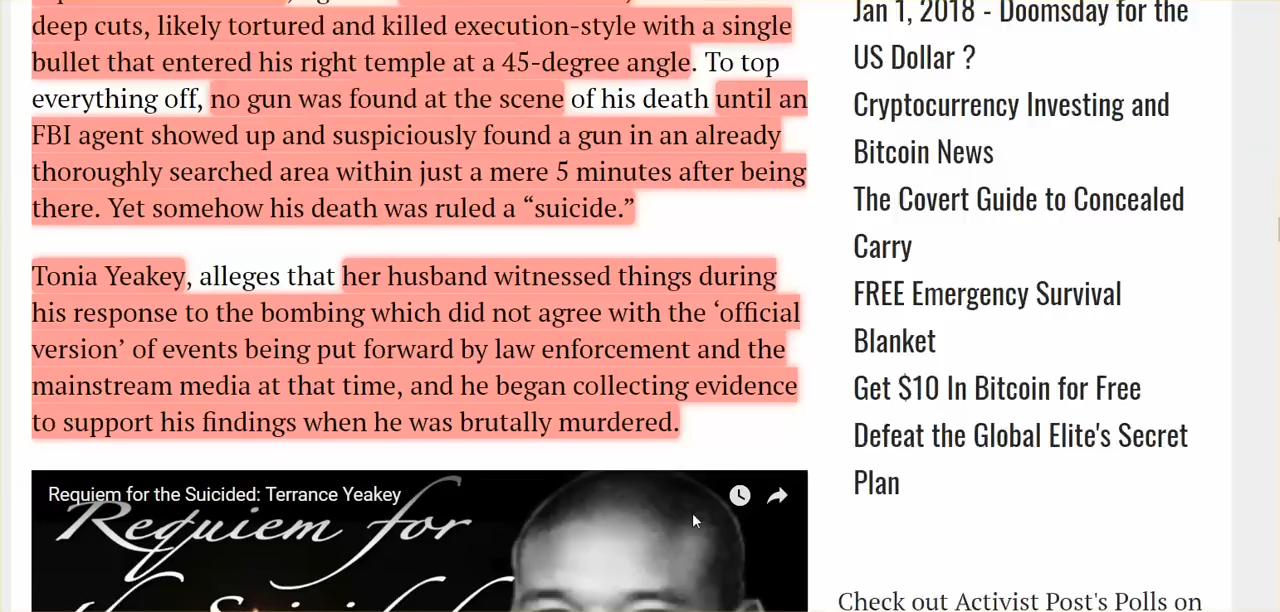 deep cuts, likely tortured and killed execution-style with a single
bullet that entered his right temple at a 45-degree angle. To top
everything off, no gun was found at the scene of his death until an
FBI agent showed up and suspiciously found a gun in an already
thoroughly searched area within just a mere 5 minutes after being
there. Yet somehow his death was ruled a “suicide.”
Tonia Yeakey, alleges that her husband witnessed things during
his response to the bombing which did not agree with the ‘official
version’ of events being put forward by law enforcement and the
mainstream media at that time, and he began collecting evidence
to support his findings when he was brutally murdered.
Requiem for the Suicided: Terrance Yeakey
Requiem for
Jan 1, 2018 - Doomsday for the
US Dollar ?
Cryptocurrency Investing and
Bitcoin News
The Covert Guide to Concealed
Carry
FREE Emergency Survival
Blanket
Get $10 In Bitcoin for Free
Defeat the Global Elite's Secret
Plan
Check out Activist Post's Polls on